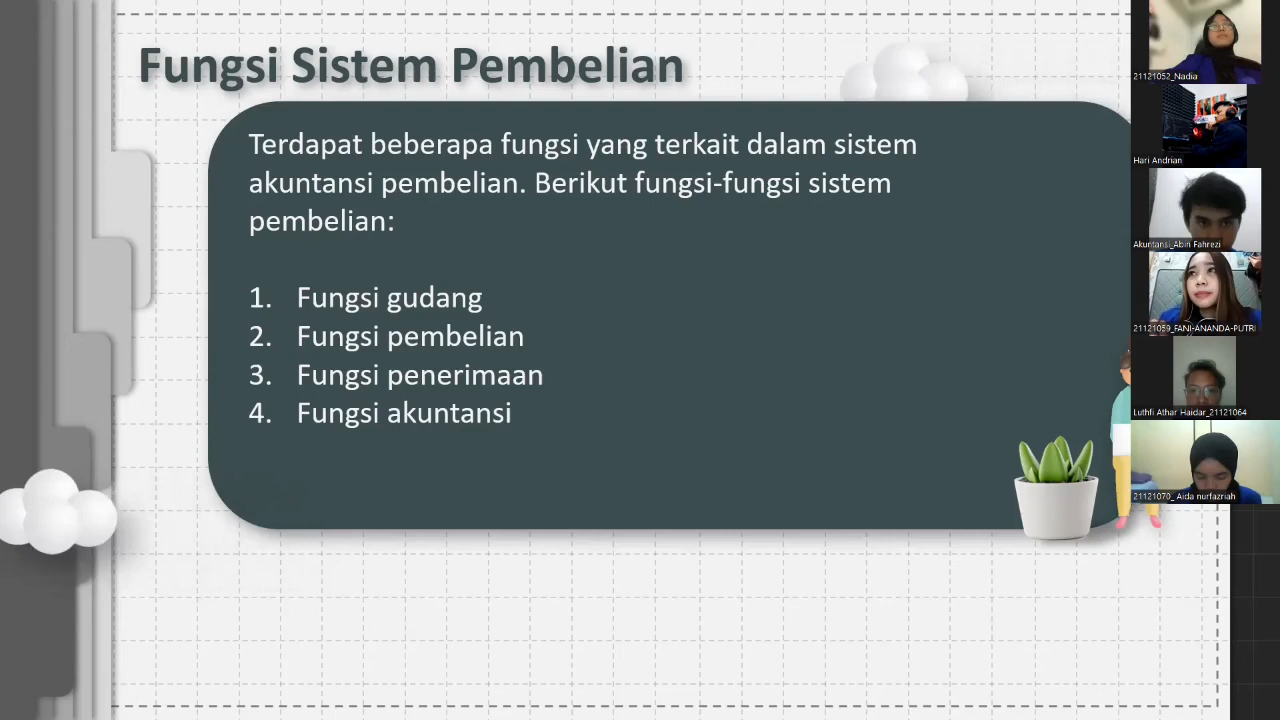 Fungsi Sistem Pembelian
Terdapat beberapa fungsi yang terkait dalam sistem
akuntansi pembelian. Berikut fungsi-fungsi sistem
pembelian:
1. Fungsi gudang
2. Fungsi pembelian
3. Fungsi penerimaan
4. Fungsi akuntansi
21121052_Nadia
Hari Andrian
Akuntansi_Abin Fahrezi
21121059_FANI-ANANDA-PUTRI
Luthfi Athar Haidar_21121064
21121070_ Aida nurfazriah